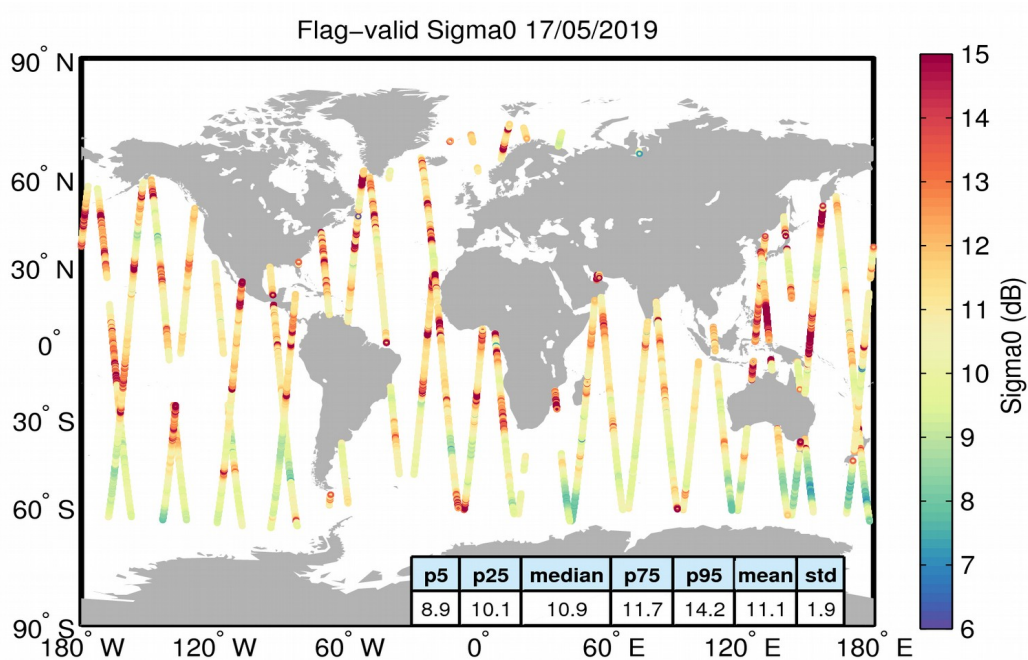 Flag−valid Sigma0 17/05/2019
90° N
60° N
30° N
0°
30° S
60° S
90° S
180° W
120° W
60° W
0°
60° E
120° E
180° E
15
14
13
12
11
10
9
8
7
6
Sigma0 (dB)
p5 p25 median p75 p95 mean std
8.9 10.1 10.9 11.7 14.2 11.1 1.9